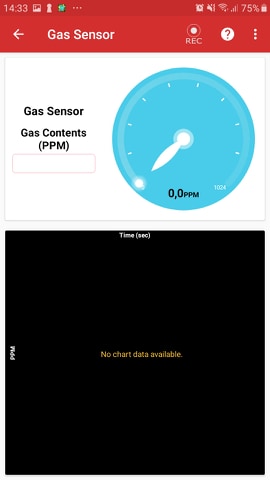 14:33
75%
Gas Sensor
REC
Gas Sensor
Gas Contents
(PPM)
1024
0,0PPM
Time (sec)
PPM
No chart data available.